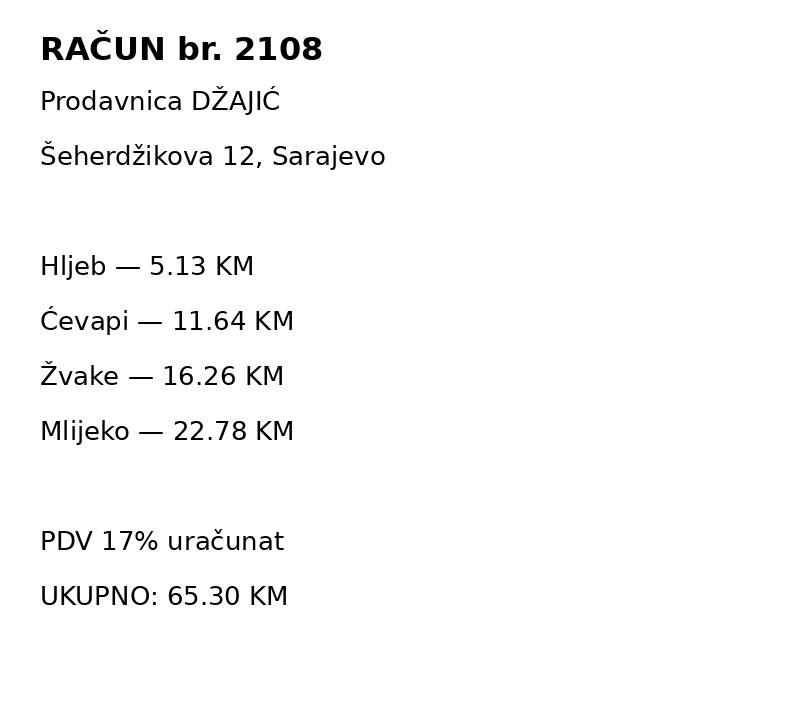 RAČUN br. 2108
Prodavnica DŽAJIĆ
Šeherdžikova 12, Sarajevo
Hljeb — 5.13 KM
Ćevapi — 11.64 KM
Žvake — 16.26 KM
Mlijeko — 22.78 KM
PDV 17% uračunat
UKUPNO: 65.30 KM